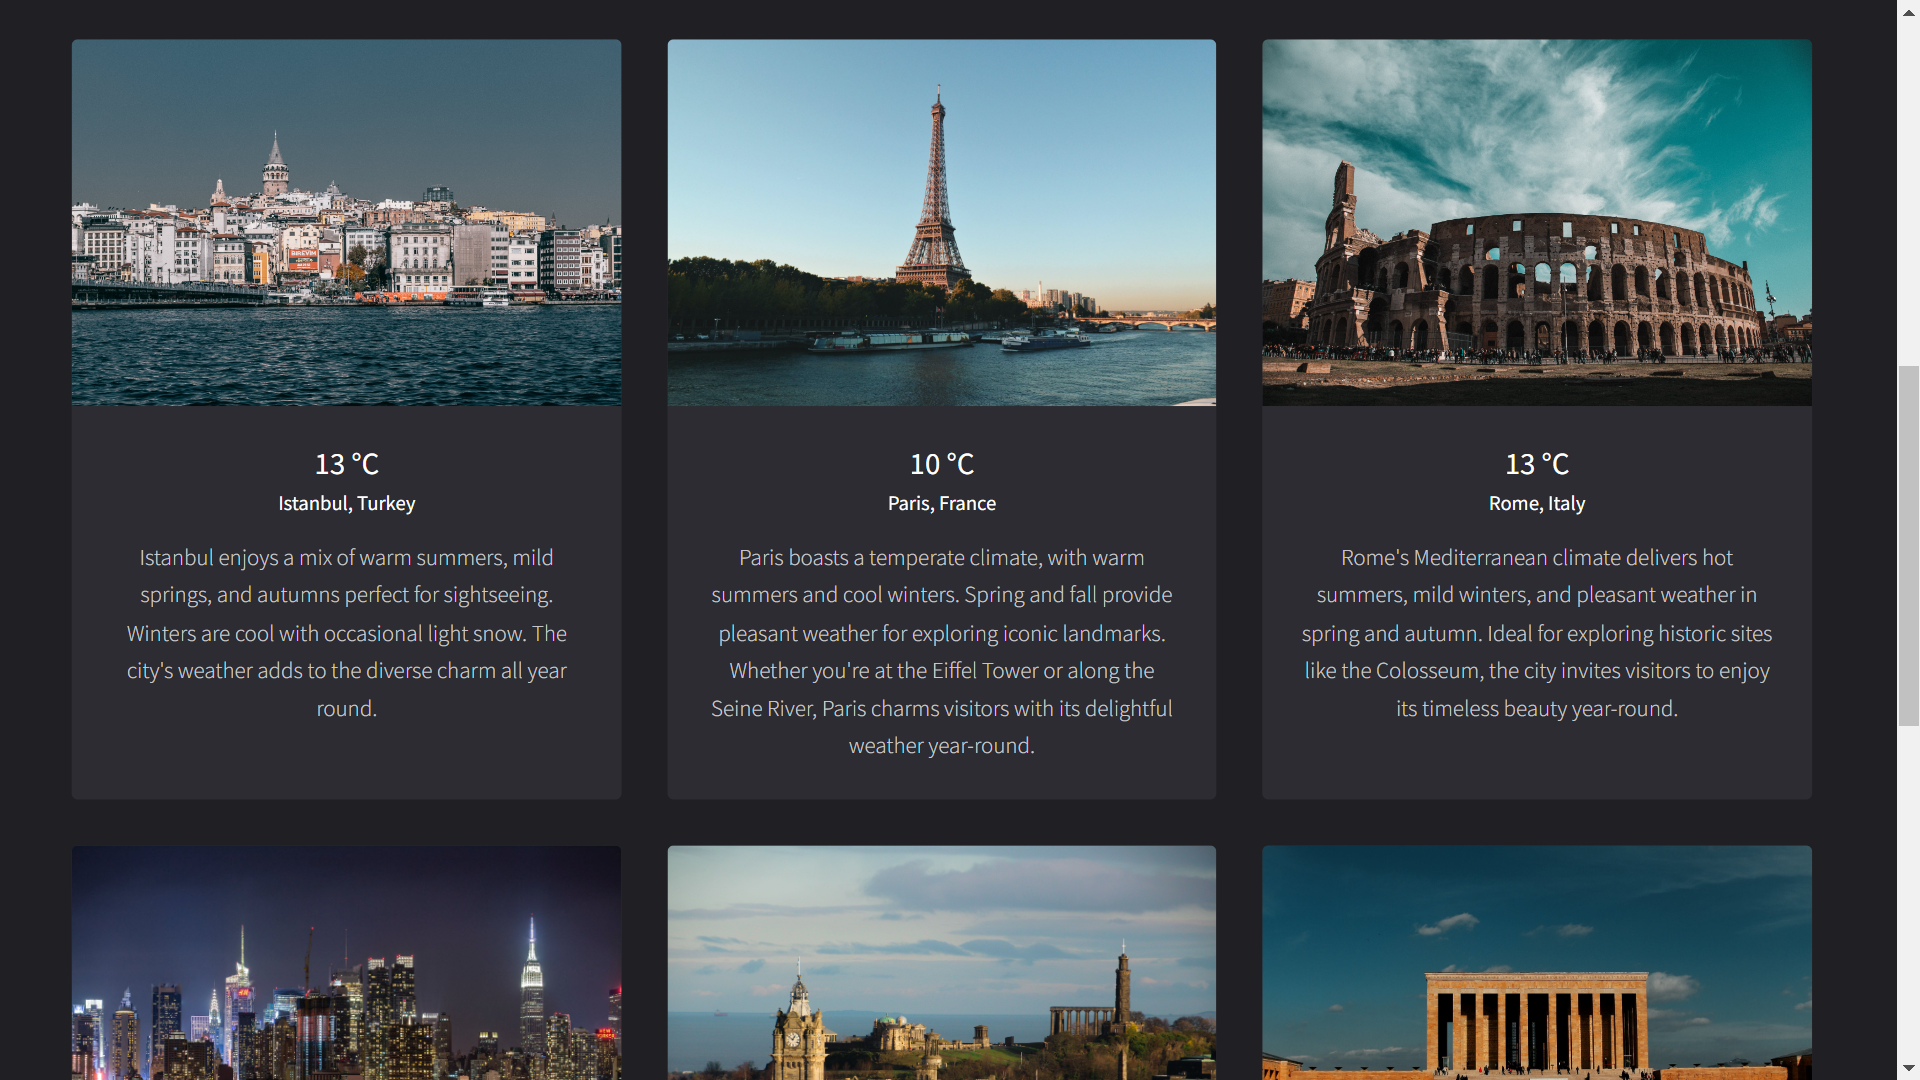 13 °C
Istanbul, Turkey
Istanbul enjoys a mix of warm summers, mild
springs, and autumns perfect for sightseeing.
Winters are cool with occasional light snow. The
city's weather adds to the diverse charm all year
round.
10 °C
Paris, France
Paris boasts a temperate climate, with warm
summers and cool winters. Spring and fall provide
pleasant weather for exploring iconic landmarks.
Whether you're at the Eiffel Tower or along the
Seine River, Paris charms visitors with its delightful
weather year-round.
13 °C
Rome, Italy
Rome's Mediterranean climate delivers hot
summers, mild winters, and pleasant weather in
spring and autumn. Ideal for exploring historic sites
like the Colosseum, the city invites visitors to enjoy
its timeless beauty year-round.